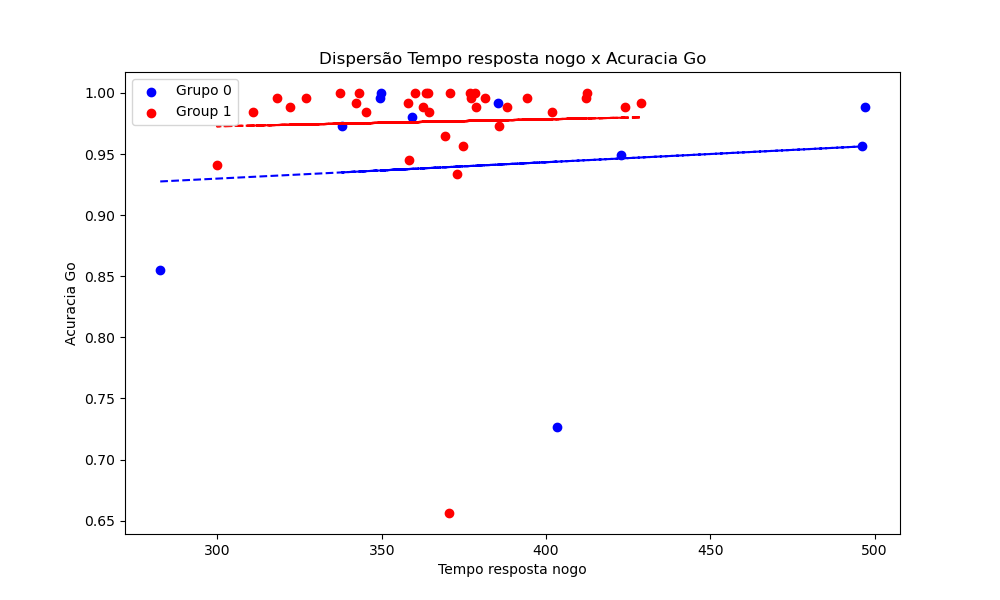 Dispersão Tempo resposta nogo x Acuracia Go
Grupo 0
Group 1
1.00
0.95
0.90
0.85
0.80
0.75
0.70
0.65
Acuracia Go
300
350
400
450
500
Tempo resposta nogo